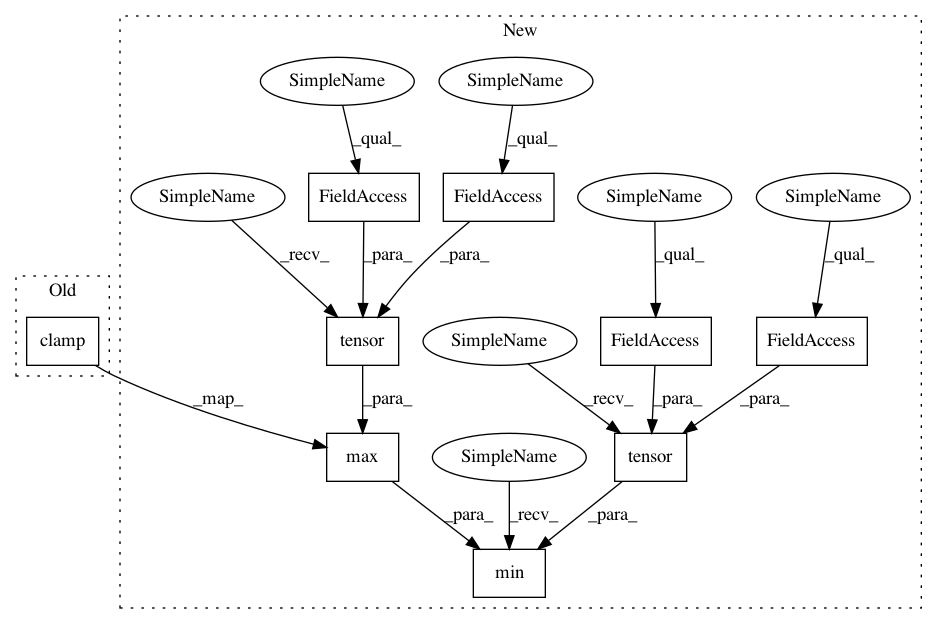 New
SimpleName
SimpleName
_qual_
_qual_
SimpleName
FieldAccess
FieldAccess
SimpleName
SimpleName
_recv_
_para_
_para_
_qual_
_qual_
Old
clamp
tensor
SimpleName
FieldAccess
FieldAccess
_map_
_para_
_recv_
_para_
_para_
max
SimpleName
tensor
_para_
_recv_
_para_
min